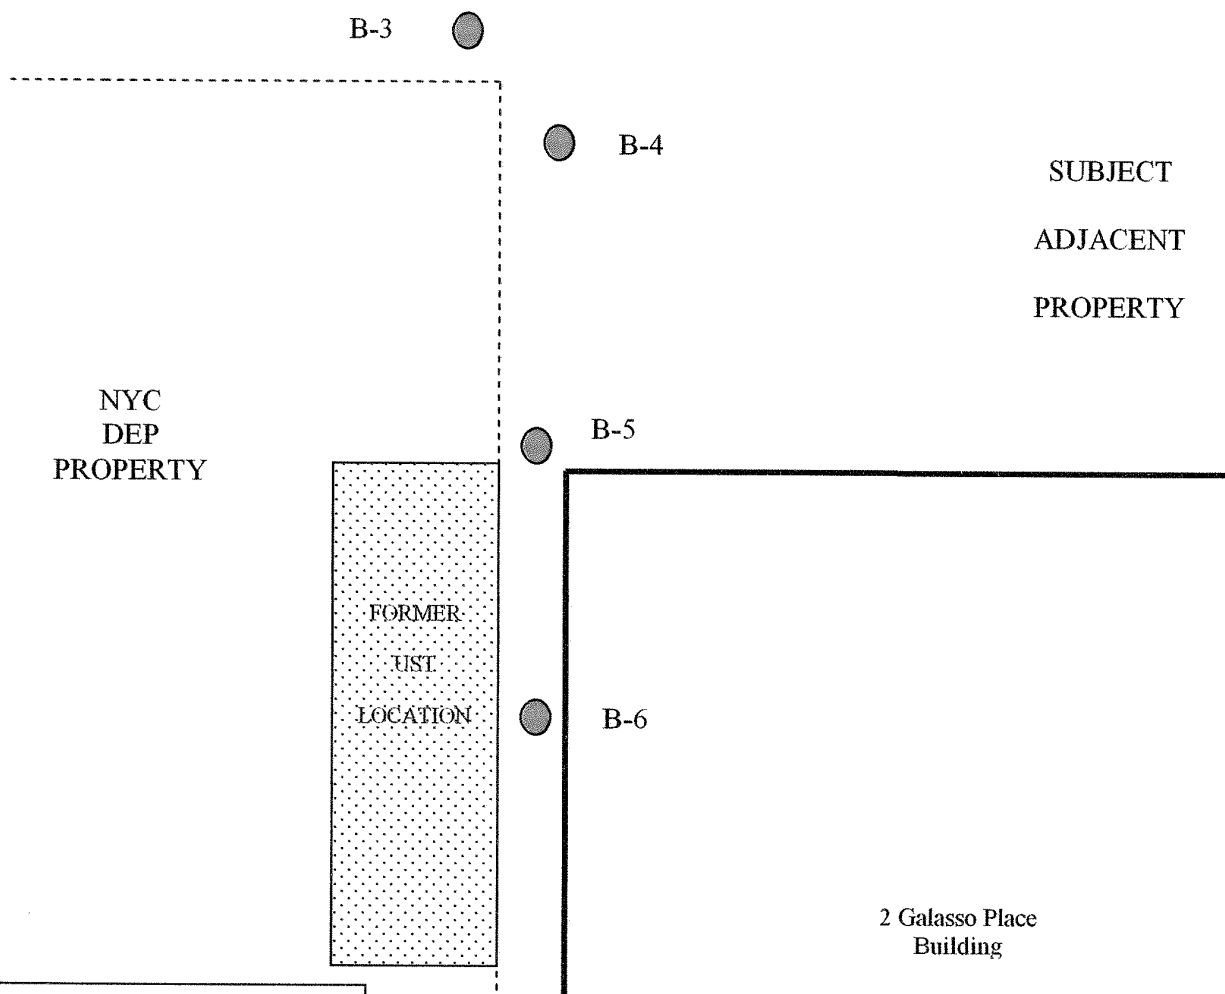 B-3
B-4
SUBJECT
ADJACENT
PROPERTY
NYC
DEP
PROPERTY
B-5
FORMER
UST
LOCATION
B-6
2 Galasso Place
Building